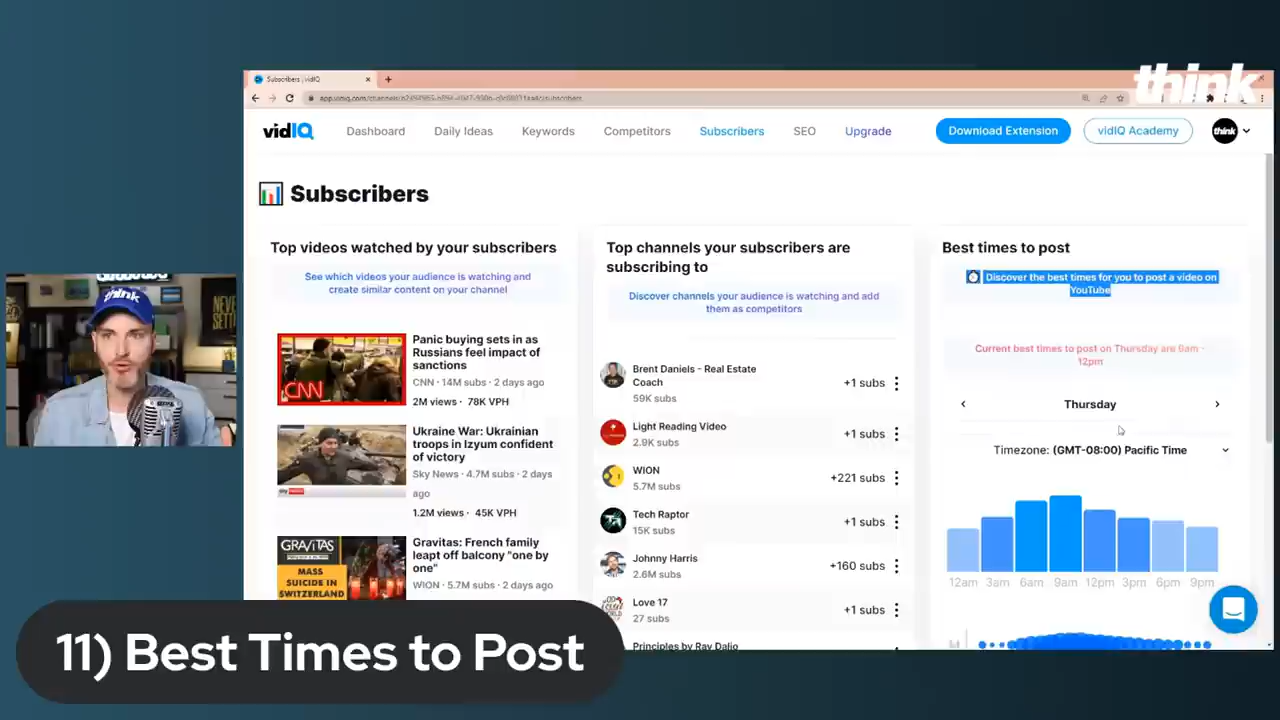 Subscribers | vidIQ
think
vidIQ
Dashboard
Daily Ideas
Keywords
Competitors
Subscribers
SEO
Upgrade
Download Extension
vidIQ Academy
think
Subscribers
Top videos watched by your subscribers
See which videos your audience is watching and
create similar content on your channel
Panic buying sets in as
Russians feel impact of
sanctions
CNN · 14M subs · 2 days ago
2M views · 78K VPH
CNN
Ukraine War: Ukrainian
troops in Izyum confident
of victory
Sky News · 4.7M subs · 2 days
ago
1.2M views · 45K VPH
GRAVITAS
MASS
SUICIDE IN
SWITZERLAND
Gravitas: French family
leapt off balcony "one by
one"
WION · 5.7M subs · 2 days ago
Top channels your subscribers are
subscribing to
Discover channels your audience is watching and add
them as competitors
Brent Daniels - Real Estate
Coach
59K subs
+1 subs
Light Reading Video
2.9K subs
+1 subs
WION
5.7M subs
+221 subs
Tech Raptor
15K subs
+1 subs
Johnny Harris
2.6M subs
+160 subs
Love 17
27 subs
+1 subs
Principles by Ray Dalio
Best times to post
Discover the best times for you to post a video on
YouTube
Current best times to post on Thursday are 6am -
12pm
Thursday
Timezone: (GMT-08:00) Pacific Time
12am 3am 6am 9am 12pm 3pm 6pm 9pm
think
11) Best Times to Post